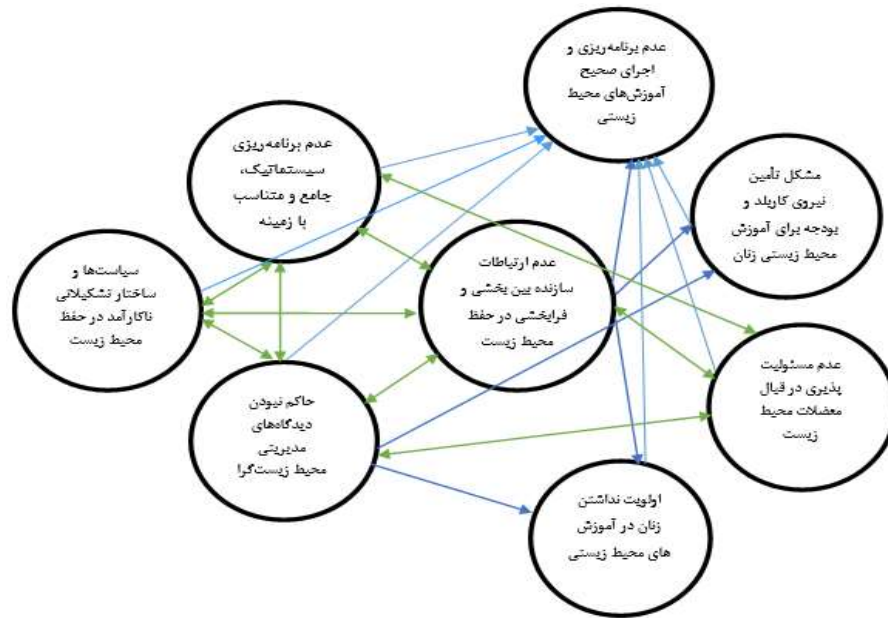 عدم برنامه‌ریزی و
اجرای صحیح
آموزش‌های محیط
زیستی
عدم برنامه‌ریزی
سیستماتیک،
جامع و متناسب
با زمینه
مشکل تأمین
نیروی کاربلد و
بودجه برای آموزش
محیط زیستی زنان
عدم ارتباطات
سازنده بین بخشی و
فرابخشی در حفظ
محیط زیست
سیاست‌ها و
ساختار تشکیلاتی
ناکارآمد در حفظ
محیط زیست
عدم مسئولیت
پذیری در قبال
معضلات محیط
زیست
حاکم نبودن
دیدگاه‌های
مدیریتی
محیط زیست‌گرا
اولویت نداشتن
زنان در آموزش
های محیط زیستی